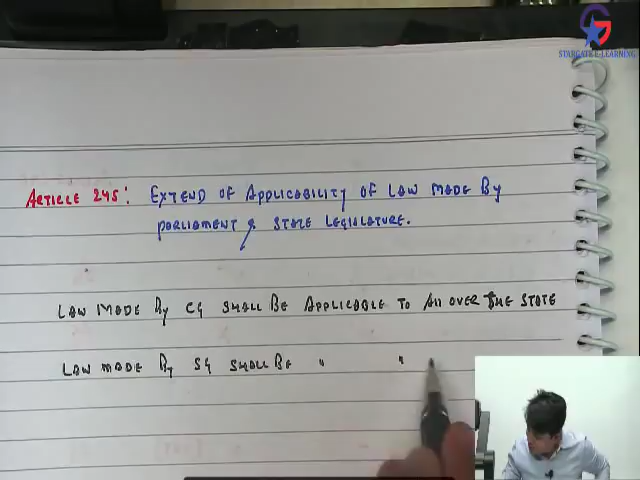 STARGATE E-LEARNING
ARTICLE 245: EXTEND OF APPLICABILITY OF LAW MADE By
PARLIAMENT & STATE LEGISLATURE.
LAW MADE By CG SHALL BE APPLICABLE TO All OVER THE STATE
LAW MADE By SG SHALL BE " "